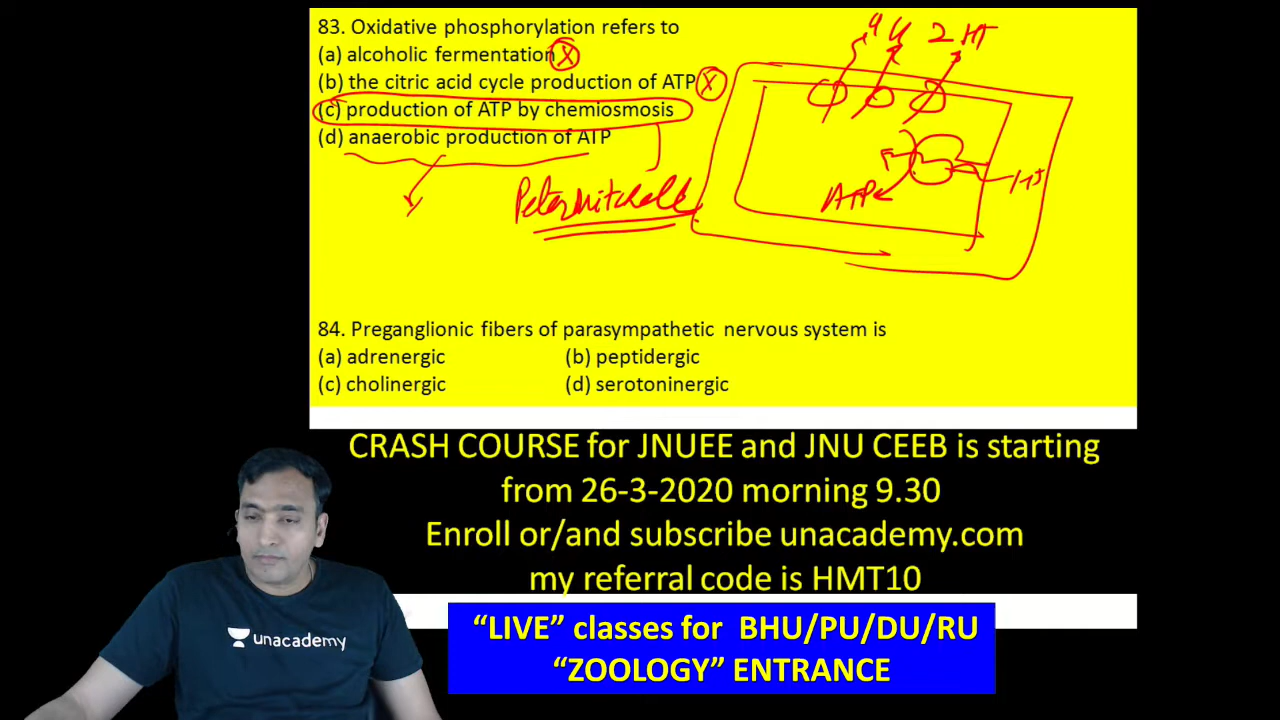 83. Oxidative phosphorylation refers to
(a) alcoholic fermentation X
(b) the citric acid cycle production of ATP X
(c) production of ATP by chemiosmosis
(d) anaerobic production of ATP
4 4 2 H+
Peter Mitchell
ATP
H+
84. Preganglionic fibers of parasympathetic nervous system is
(a) adrenergic (b) peptidergic
(c) cholinergic (d) serotoninergic
CRASH COURSE for JNUEE and JNU CEEB is starting
from 26-3-2020 morning 9.30
Enroll or/and subscribe unacademy.com
my referral code is HMT10
"LIVE" classes for BHU/PU/DU/RU
"ZOOLOGY" ENTRANCE
unacademy